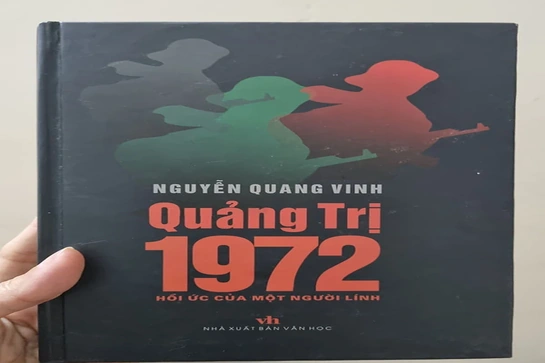 NGUYỄN QUANG VINH
Quảng Trị
1972
HỒI ỨC CỦA MỘT NGƯỜI LÍNH
vh
NHÀ XUẤT BẢN VĂN HỌC